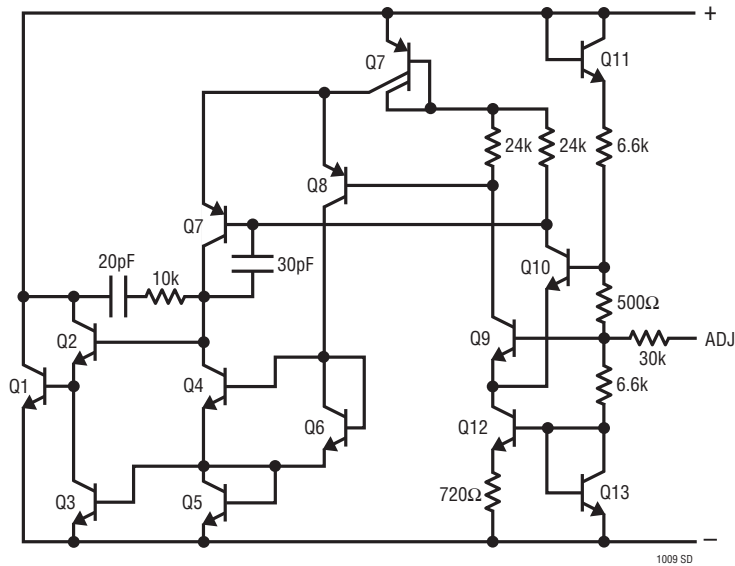 +
Q7
Q11
24k
24k
6.6k
Q8
Q7
20pF
10k
30pF
Q10
500Ω
Q2
Q9
ADJ
30k
Q1
Q4
6.6k
Q6
Q12
Q3
Q5
720Ω
Q13
–
1009 SD